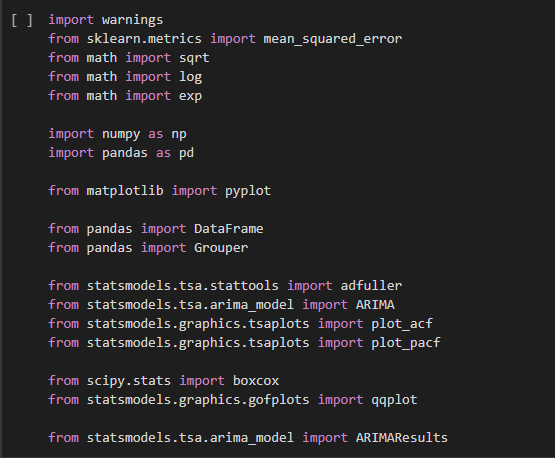 [ ] import warnings
from sklearn.metrics import mean_squared_error
from math import sqrt
from math import log
from math import exp
import numpy as np
import pandas as pd
from matplotlib import pyplot
from pandas import DataFrame
from pandas import Grouper
from statsmodels.tsa.stattools import adfuller
from statsmodels.tsa.arima_model import ARIMA
from statsmodels.graphics.tsaplots import plot_acf
from statsmodels.graphics.tsaplots import plot_pacf
from scipy.stats import boxcox
from statsmodels.graphics.gofplots import qqplot
from statsmodels.tsa.arima_model import ARIMAResults